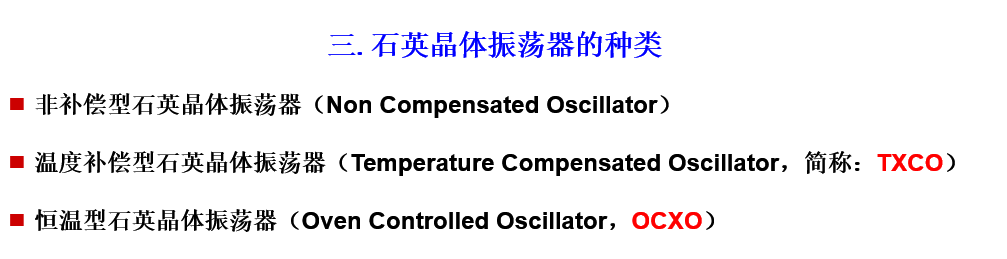 三. 石英晶体振荡器的种类
非补偿型石英晶体振荡器（Non Compensated Oscillator）
温度补偿型石英晶体振荡器（Temperature Compensated Oscillator，简称：TXCO）
恒温型石英晶体振荡器（Oven Controlled Oscillator，OCXO）